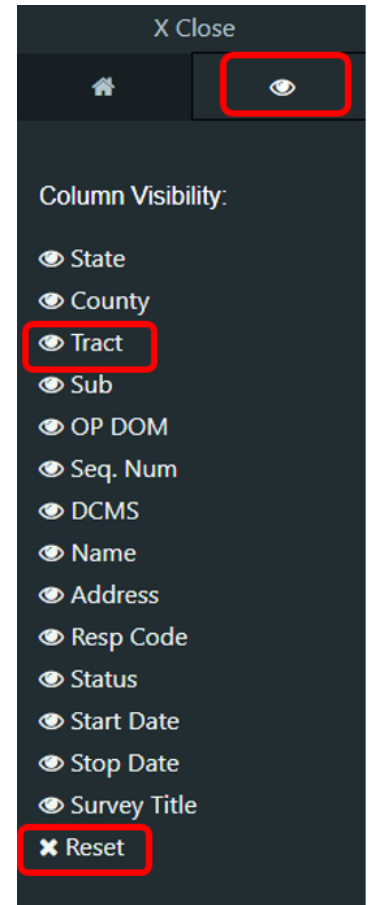 X Close
Column Visibility:
State
County
Tract
Sub
OP DOM
Seq. Num
DCMS
Name
Address
Resp Code
Status
Start Date
Stop Date
Survey Title
Reset